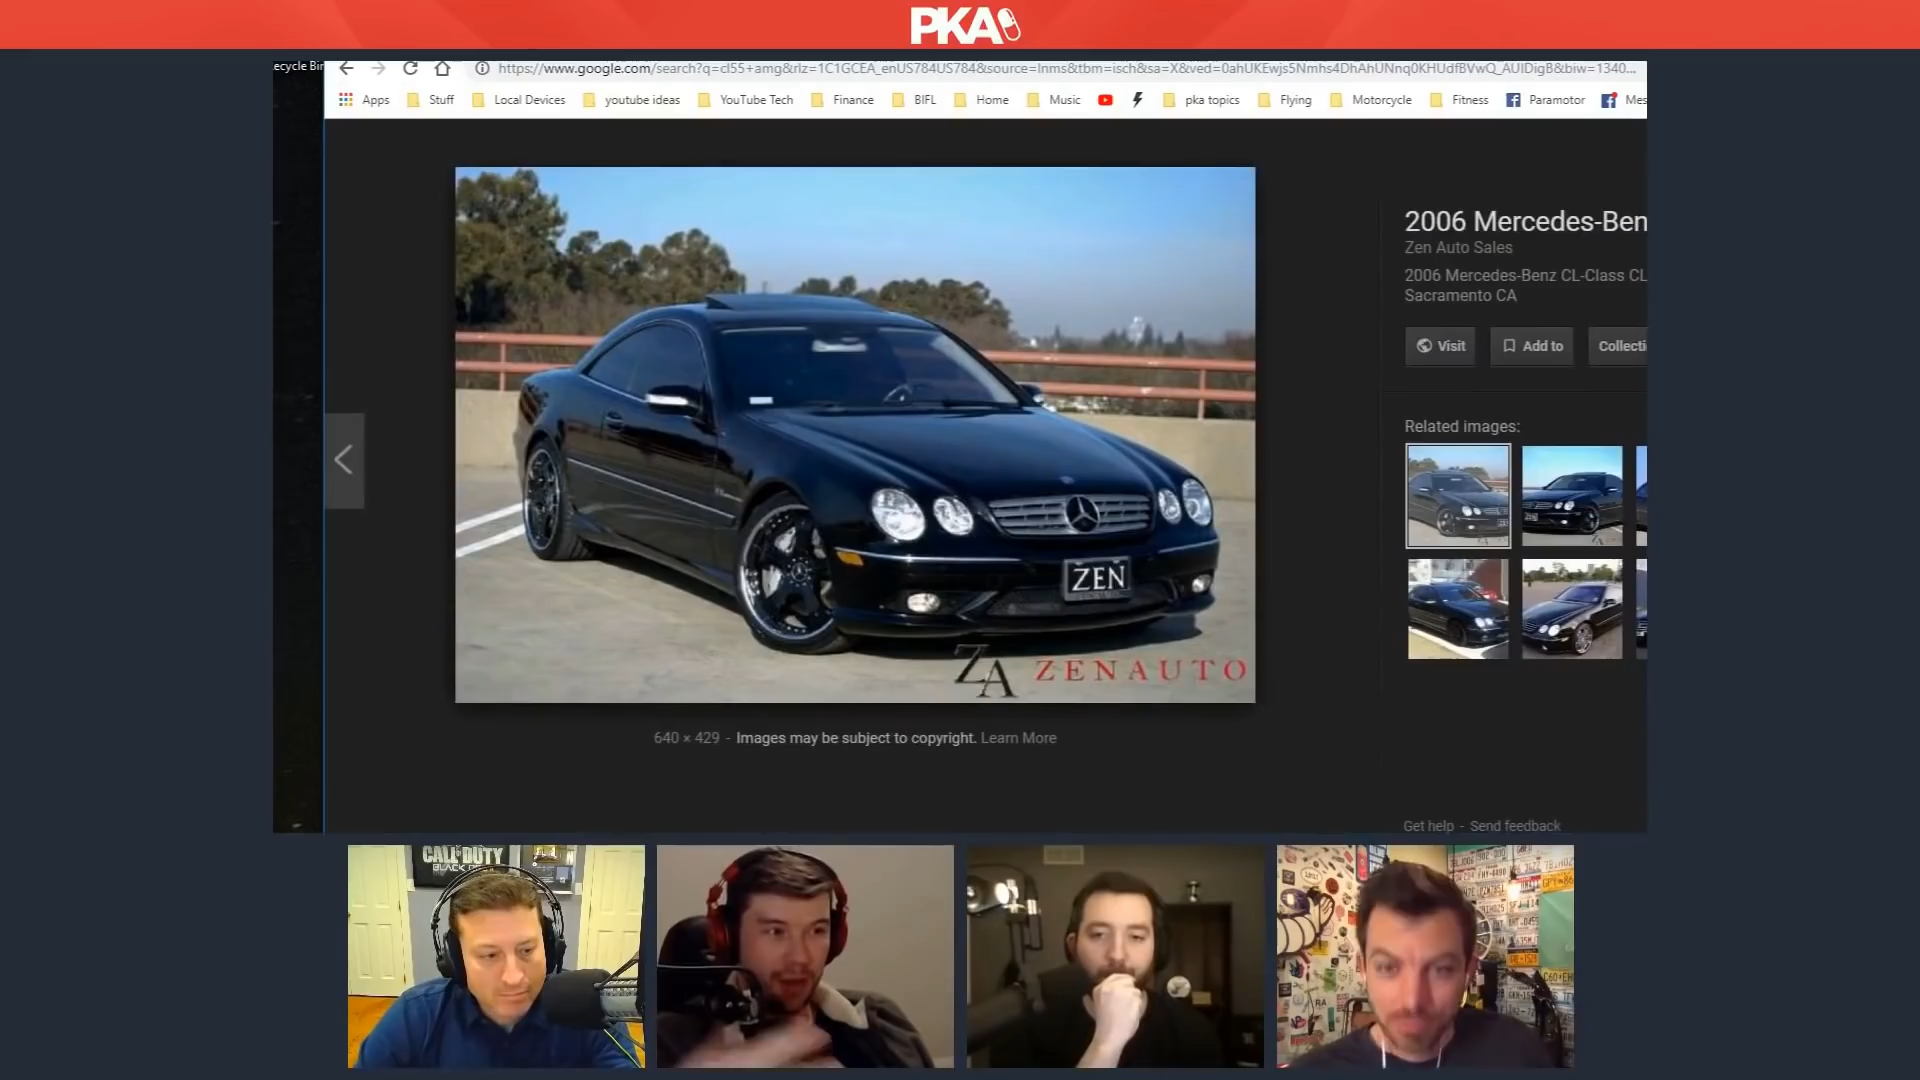 PKA
ecycle Bin
https://www.google.com/search?q=cl55+amg&rlz=1C1GCEA_enUS784US784&source=lnms&tbm=isch&sa=X&ved=0ahUKEwjs5Nmhs4DhAhUNnq0KHUdfBVwQ_AUIDigB&biw=1340...
Apps Stuff Local Devices youtube ideas YouTube Tech Finance BIFL Home Music pka topics Flying Motorcycle Fitness Paramotor Mes
2006 Mercedes-Ben
Zen Auto Sales
2006 Mercedes-Benz CL-Class CL
Sacramento CA
Visit Add to Collecti
Related images:
ZEN
ZA ZENAUTO
640 × 429 - Images may be subject to copyright. Learn More
Get help - Send feedback
CALL OF DUTY
BLACK